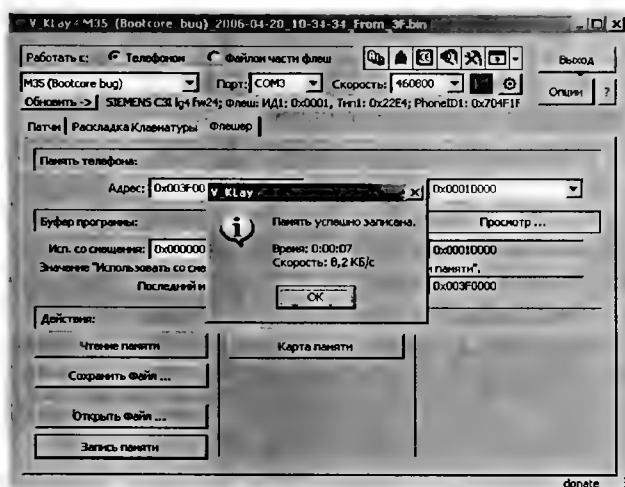 V_KLay : M35 (Bootcore bug)_2006-04-20_10-34-34_From_3F.bin
Работать с: Телефоном Файлом части флеш
Выход
M35 (Bootcore bug) Порт: COM3 Скорость: 460800
Опции ?
Обновить -> SIEMENS C3I lg4 fw24; Флеш: ИД1: 0x0001, Тип1: 0x22E4; PhoneID1: 0x704F1F
Патчи Раскладка Клавиатуры Флешер
Память телефона:
Адрес: 0x003F00 0x00010000
V_KLay
Память успешно записана.
Время: 0:00:07
Скорость: 8,2 КБ/с
OK
Буфер программы: Просмотр ...
Исп. со смещения: 0x000000 0x00010000
Значение "Использовать со сме памяти".
Последний и 0x003F0000
Действия:
Чтение памяти Карта памяти
Сохранить Файл ...
Открыть Файл ...
Запись памяти
donate